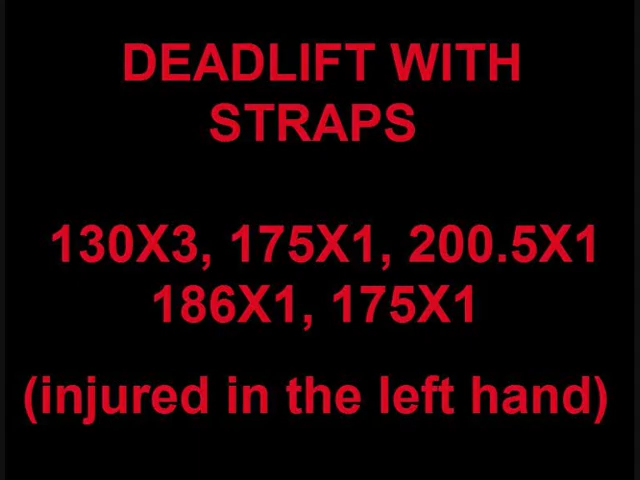 DEADLIFT WITH
STRAPS
130X3, 175X1, 200.5X1
186X1, 175X1
(injured in the left hand)